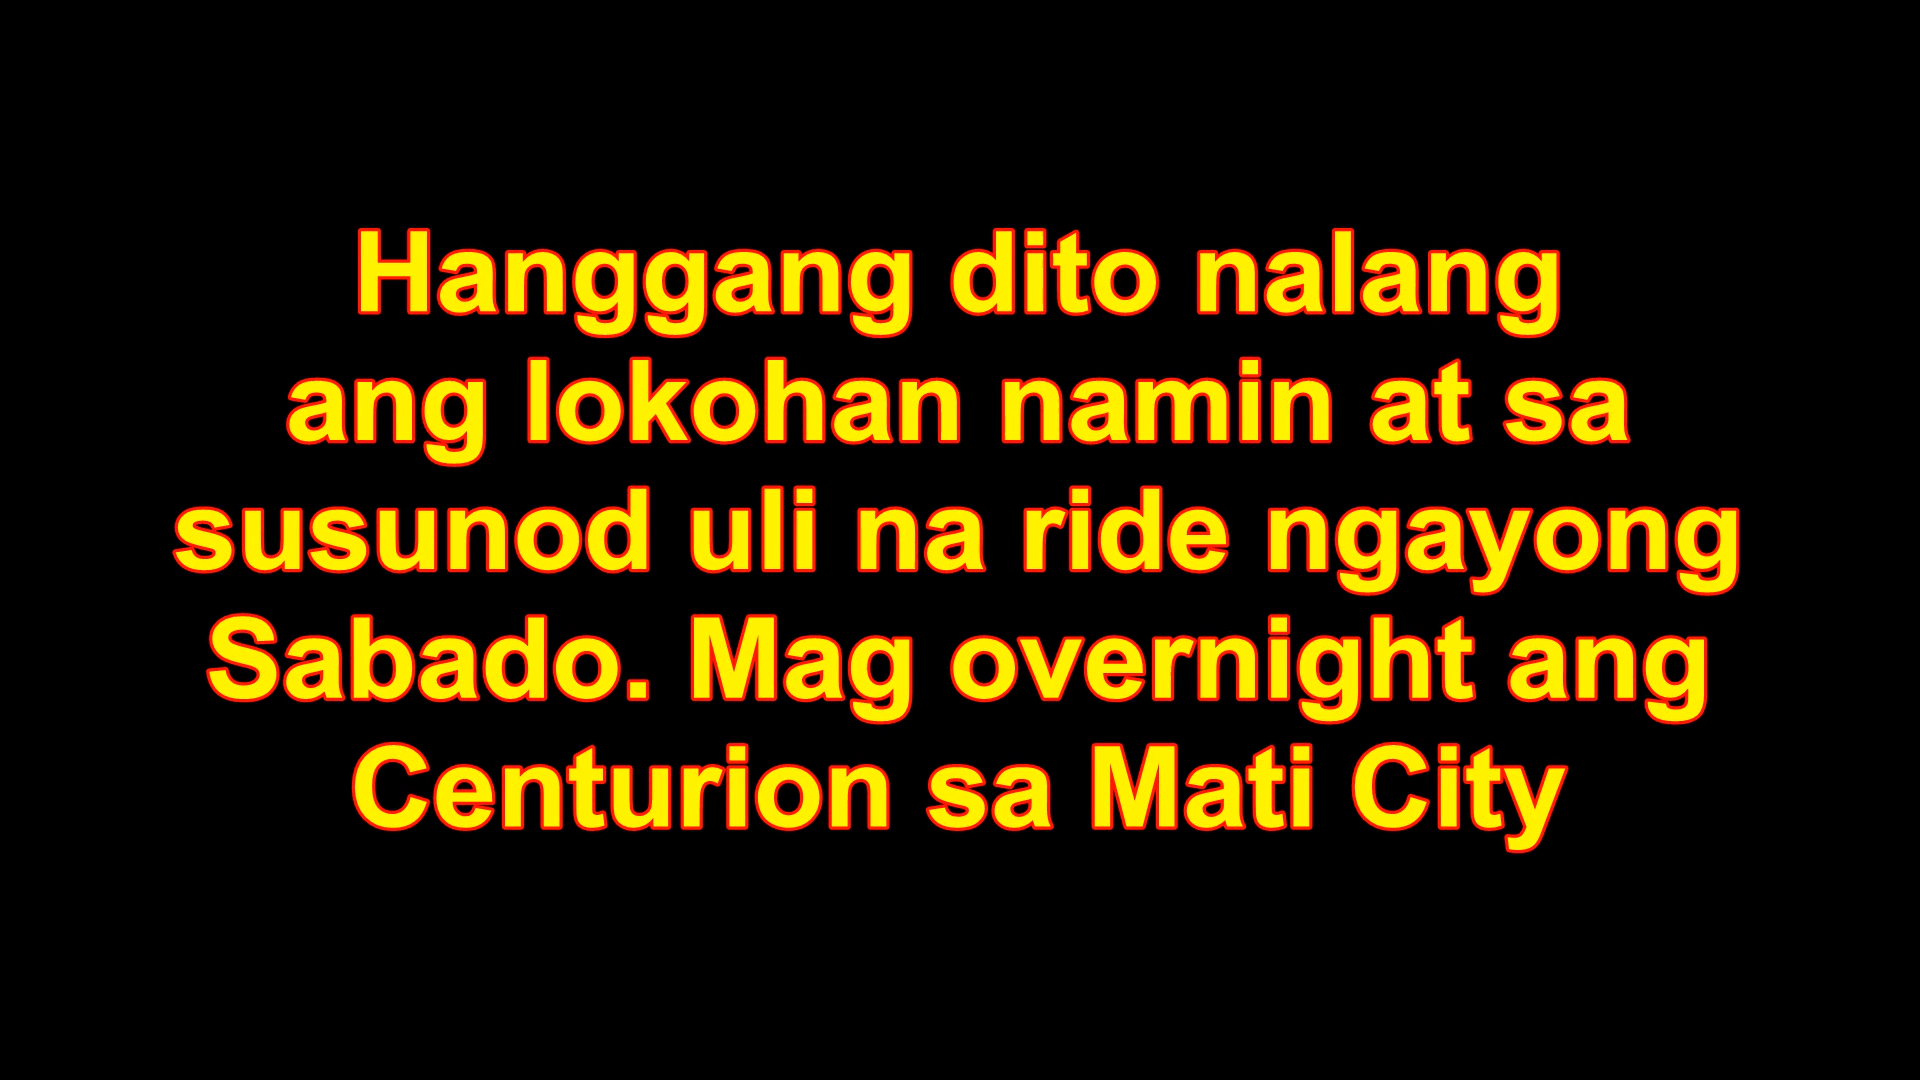 Hanggang dito nalang
ang lokohan namin at sa
susunod uli na ride ngayong
Sabado. Mag overnight ang
Centurion sa Mati City